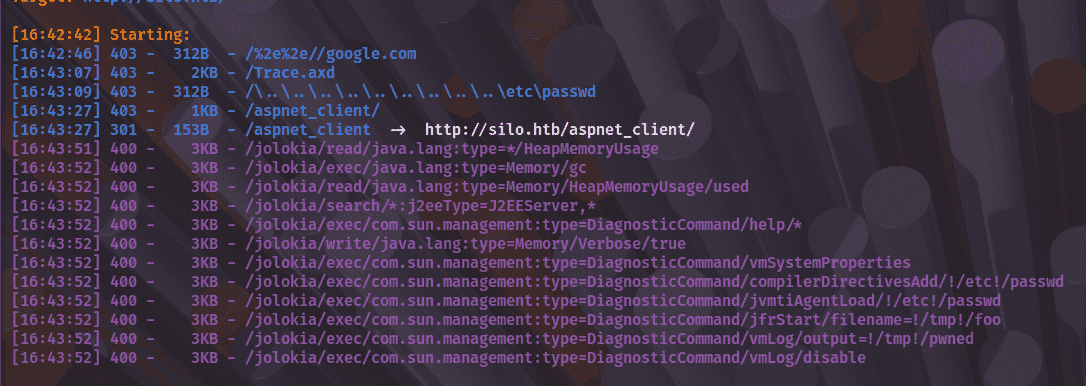 Target: http://silo.htb/
[16:42:42] Starting:
[16:42:46] 403 - 312B - /%2e%2e//google.com
[16:43:07] 403 - 2KB - /Trace.axd
[16:43:09] 403 - 312B - /\..\..\..\..\..\..\..\..\..\etc\passwd
[16:43:27] 403 - 1KB - /aspnet_client/
[16:43:27] 301 - 153B - /aspnet_client -> http://silo.htb/aspnet_client/
[16:43:51] 400 - 3KB - /jolokia/read/java.lang:type=*/HeapMemoryUsage
[16:43:52] 400 - 3KB - /jolokia/exec/java.lang:type=Memory/gc
[16:43:52] 400 - 3KB - /jolokia/read/java.lang:type=Memory/HeapMemoryUsage/used
[16:43:52] 400 - 3KB - /jolokia/search/*:j2eeType=J2EEServer,*
[16:43:52] 400 - 3KB - /jolokia/exec/com.sun.management:type=DiagnosticCommand/help/*
[16:43:52] 400 - 3KB - /jolokia/write/java.lang:type=Memory/Verbose/true
[16:43:52] 400 - 3KB - /jolokia/exec/com.sun.management:type=DiagnosticCommand/vmSystemProperties
[16:43:52] 400 - 3KB - /jolokia/exec/com.sun.management:type=DiagnosticCommand/compilerDirectivesAdd/!/etc!/passwd
[16:43:52] 400 - 3KB - /jolokia/exec/com.sun.management:type=DiagnosticCommand/jvmtiAgentLoad/!/etc!/passwd
[16:43:52] 400 - 3KB - /jolokia/exec/com.sun.management:type=DiagnosticCommand/jfrStart/filename=!/tmp!/foo
[16:43:52] 400 - 3KB - /jolokia/exec/com.sun.management:type=DiagnosticCommand/vmLog/output=!/tmp!/pwned
[16:43:52] 400 - 3KB - /jolokia/exec/com.sun.management:type=DiagnosticCommand/vmLog/disable